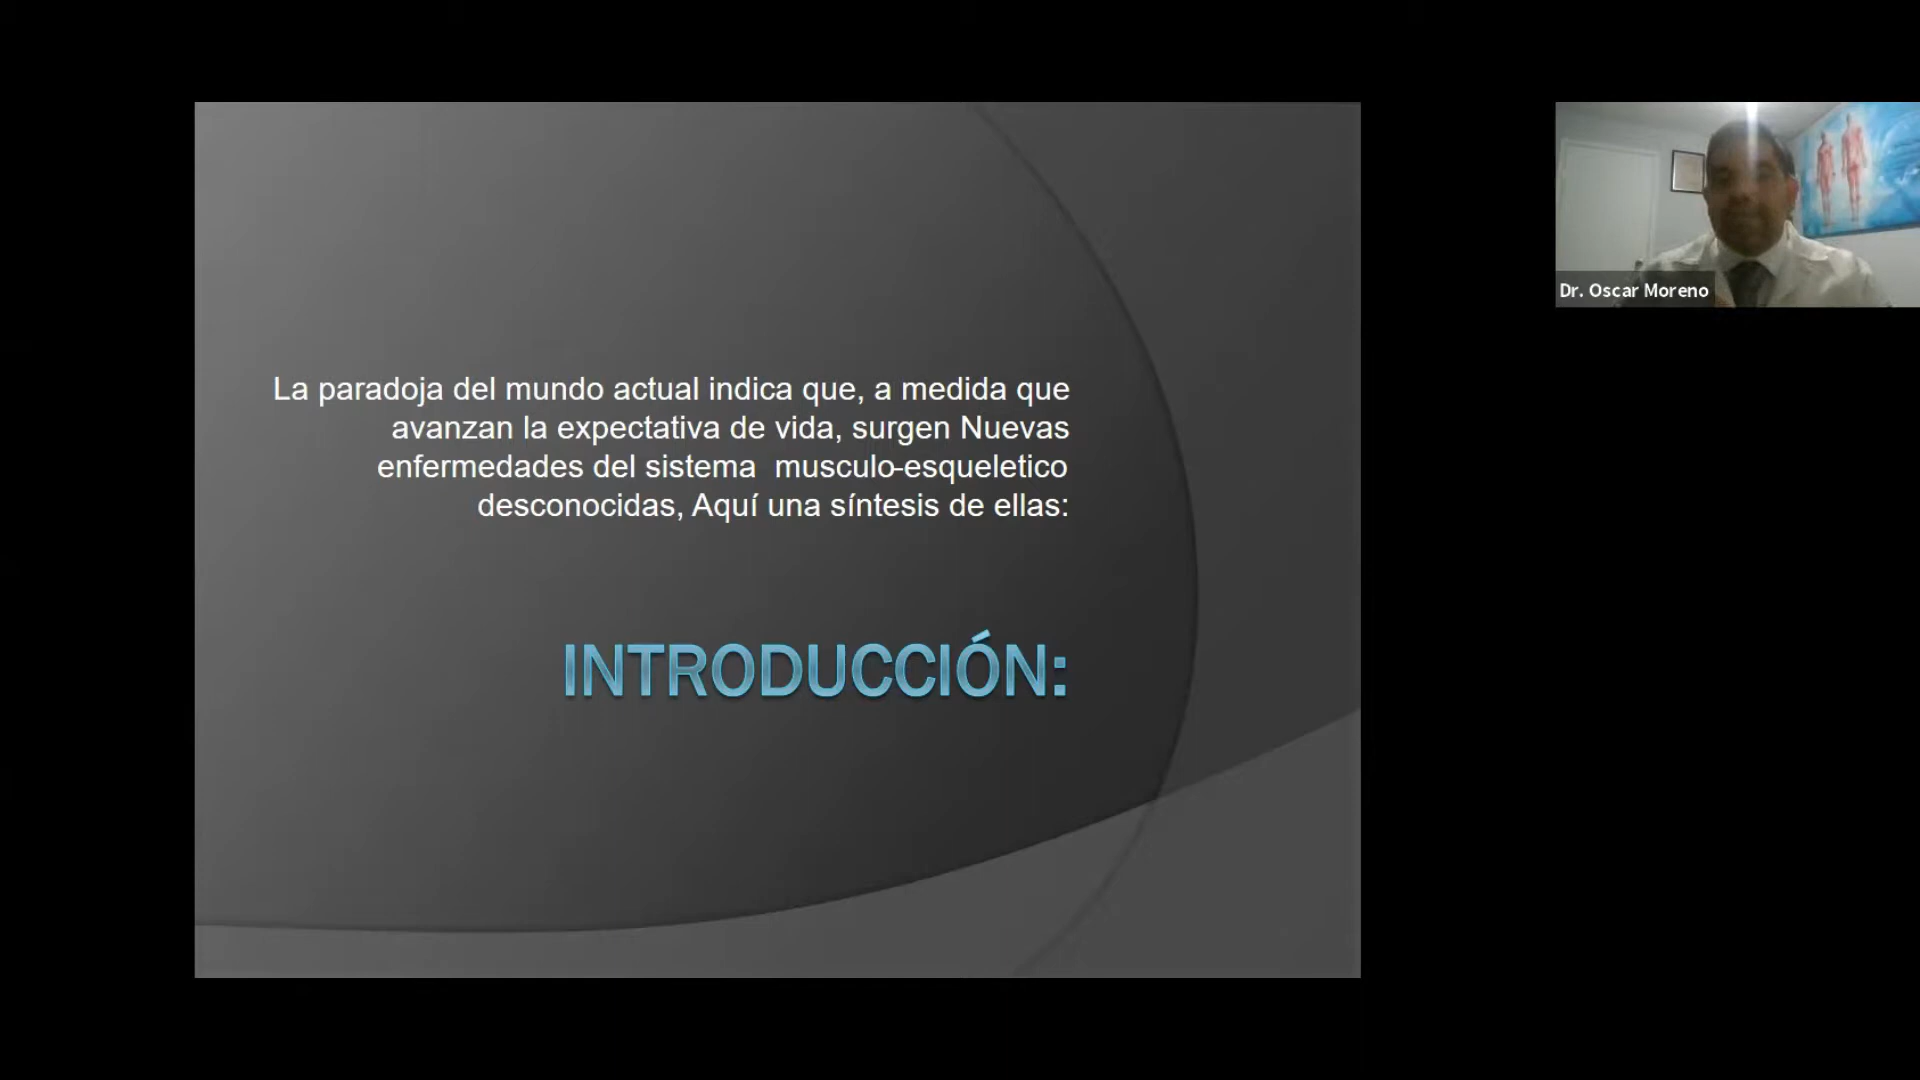 La paradoja del mundo actual indica que, a medida que
avanzan la expectativa de vida, surgen Nuevas
enfermedades del sistema  musculo-esqueletico
desconocidas, Aquí una síntesis de ellas:
INTRODUCCIÓN:
Dr. Oscar Moreno